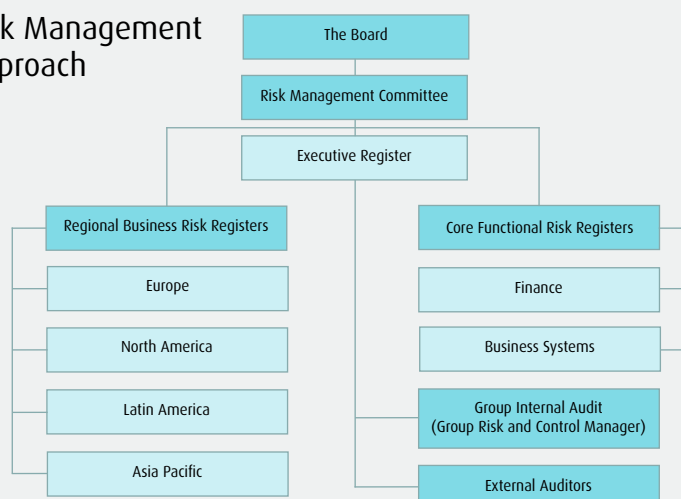 k Management
proach
The Board
Risk Management Committee
Executive Register
Regional Business Risk Registers
Core Functional Risk Registers
Europe
Finance
North America
Business Systems
Latin America
Group Internal Audit
(Group Risk and Control Manager)
Asia Pacific
External Auditors